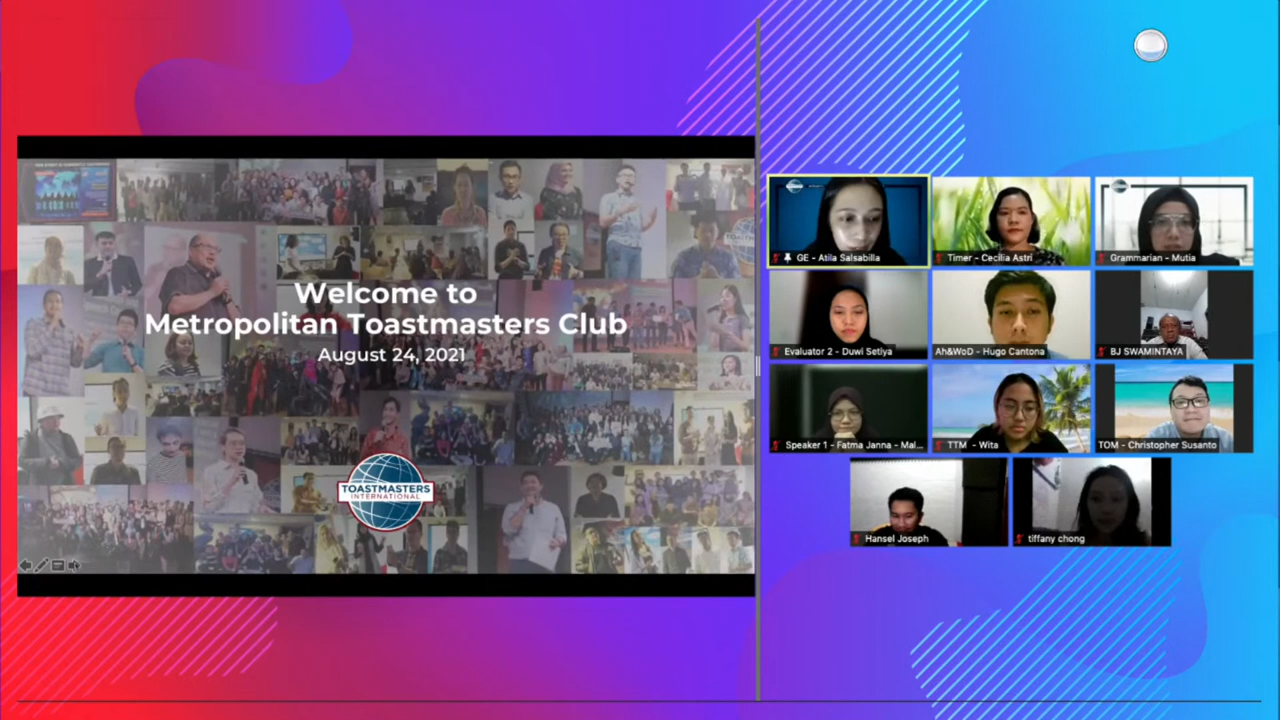 Welcome to
Metropolitan Toastmasters Club
August 24, 2021
TOASTMASTERS
INTERNATIONAL
GE - Atila Salsabilla
Timer - Cecilia Astri
Grammarian - Mutia
Evaluator 2 - Duwi Setiya
Ah&WoD - Hugo Cantona
BJ SWAMINTAYA
Speaker 1 - Fatma Janna - Mal...
TTM - Wita
TOM - Christopher Susanto
Hansel Joseph
tiffany chong